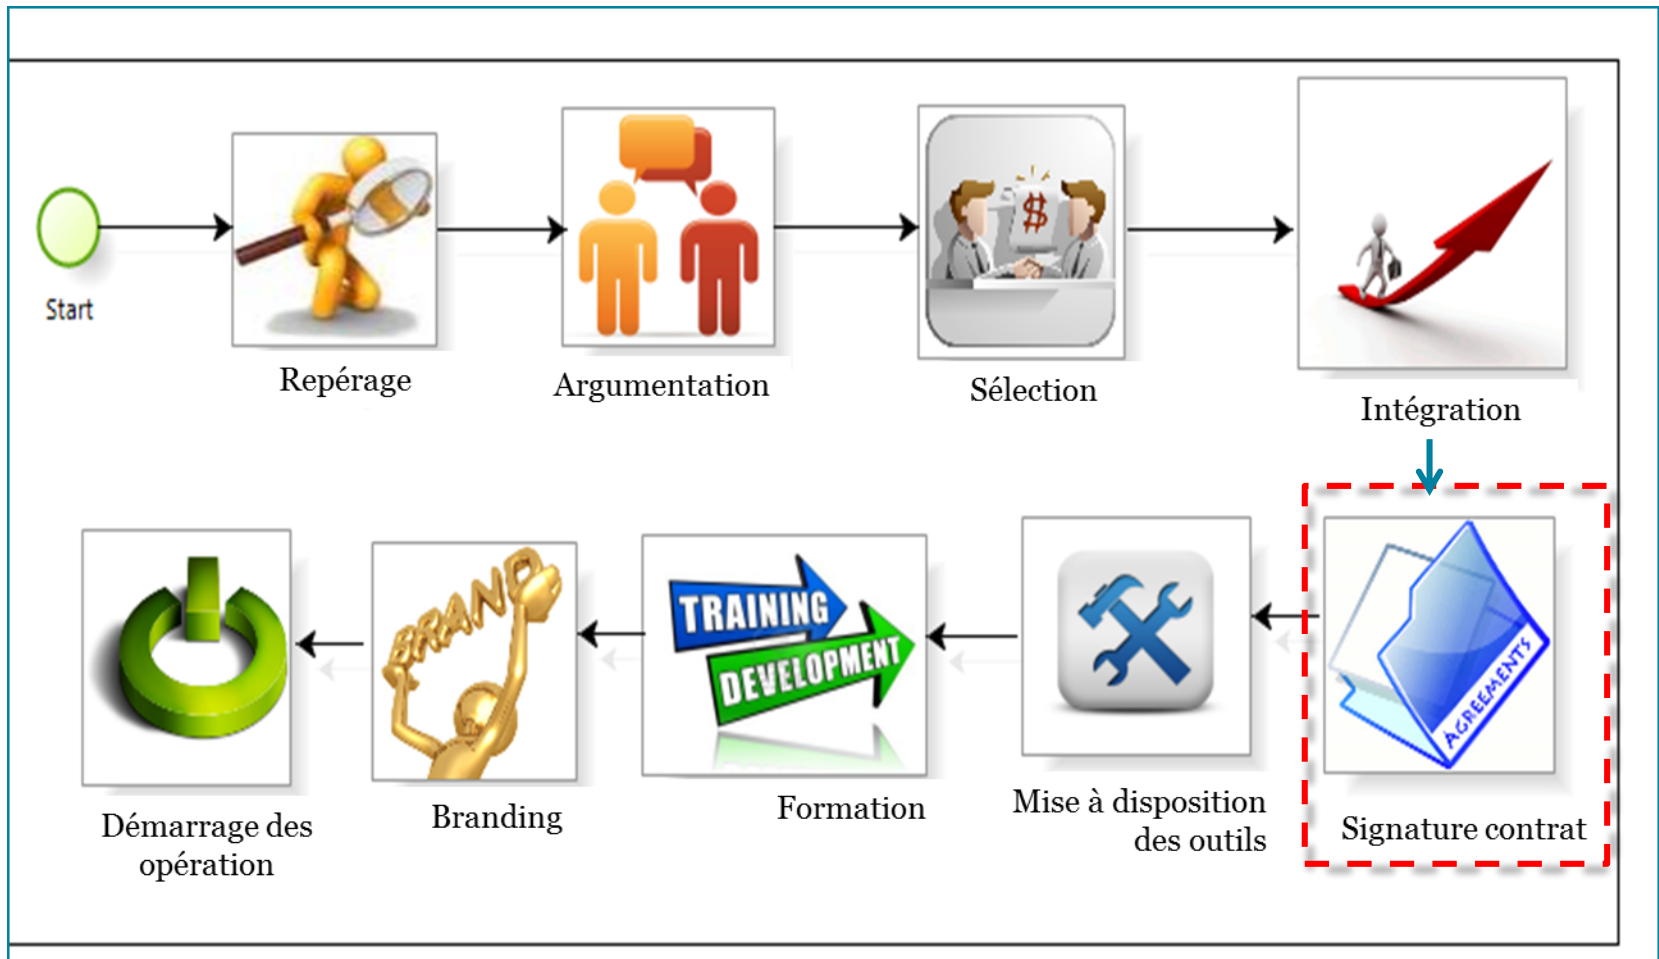 Start
Repérage
Argumentation
Sélection
$
Intégration
Démarrage des
opération
BRAND
Branding
TRAINING
DEVELOPMENT
Formation
Mise à disposition
des outils
AGREEMENTS
Signature contrat